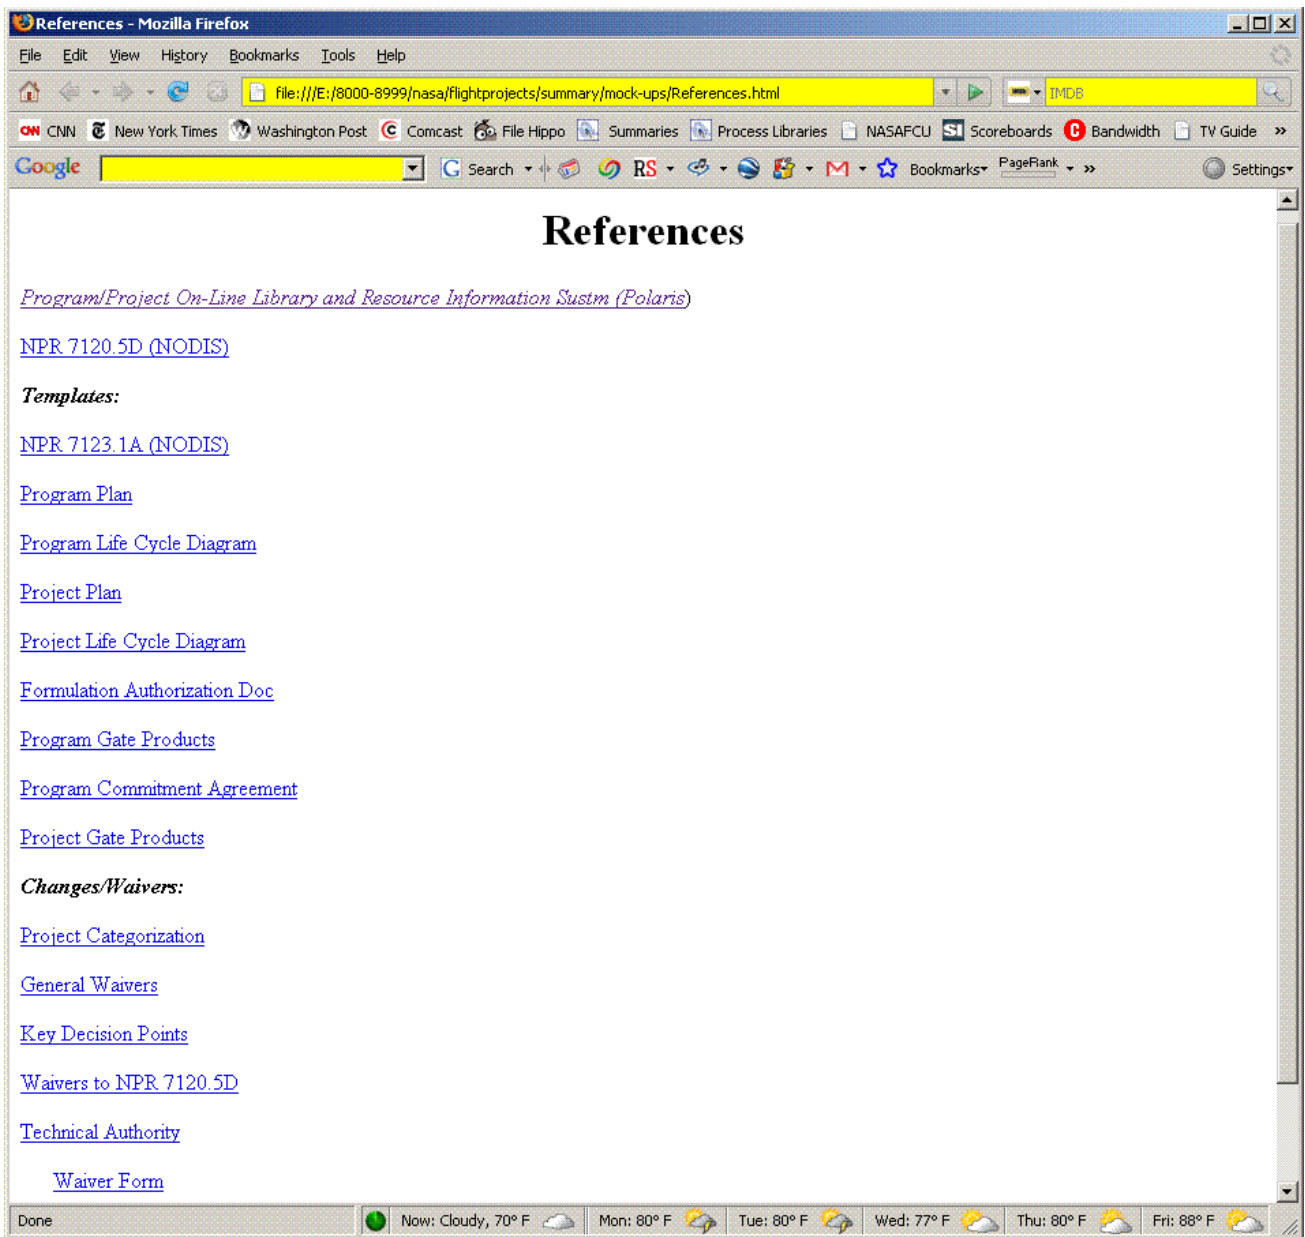 References - Mozilla Firefox
File Edit View History Bookmarks Tools Help
file:///E:/8000-8999/nasa/flightprojects/summary/mock-ups/References.html IMDB
CNN CNN New York Times Washington Post Comcast File Hippo Summaries Process Libraries NASAFCU SI Scoreboards Bandwidth TV Guide »
Google G Search RS Bookmarks PageRank » Settings
References
Program/Project On-Line Library and Resource Information Sustm (Polaris)
NPR 7120.5D (NODIS)
Templates:
NPR 7123.1A (NODIS)
Program Plan
Program Life Cycle Diagram
Project Plan
Project Life Cycle Diagram
Formulation Authorization Doc
Program Gate Products
Program Commitment Agreement
Project Gate Products
Changes/Waivers:
Project Categorization
General Waivers
Key Decision Points
Waivers to NPR 7120.5D
Technical Authority
Waiver Form
Done Now: Cloudy, 70° F Mon: 80° F Tue: 80° F Wed: 77° F Thu: 80° F Fri: 88° F